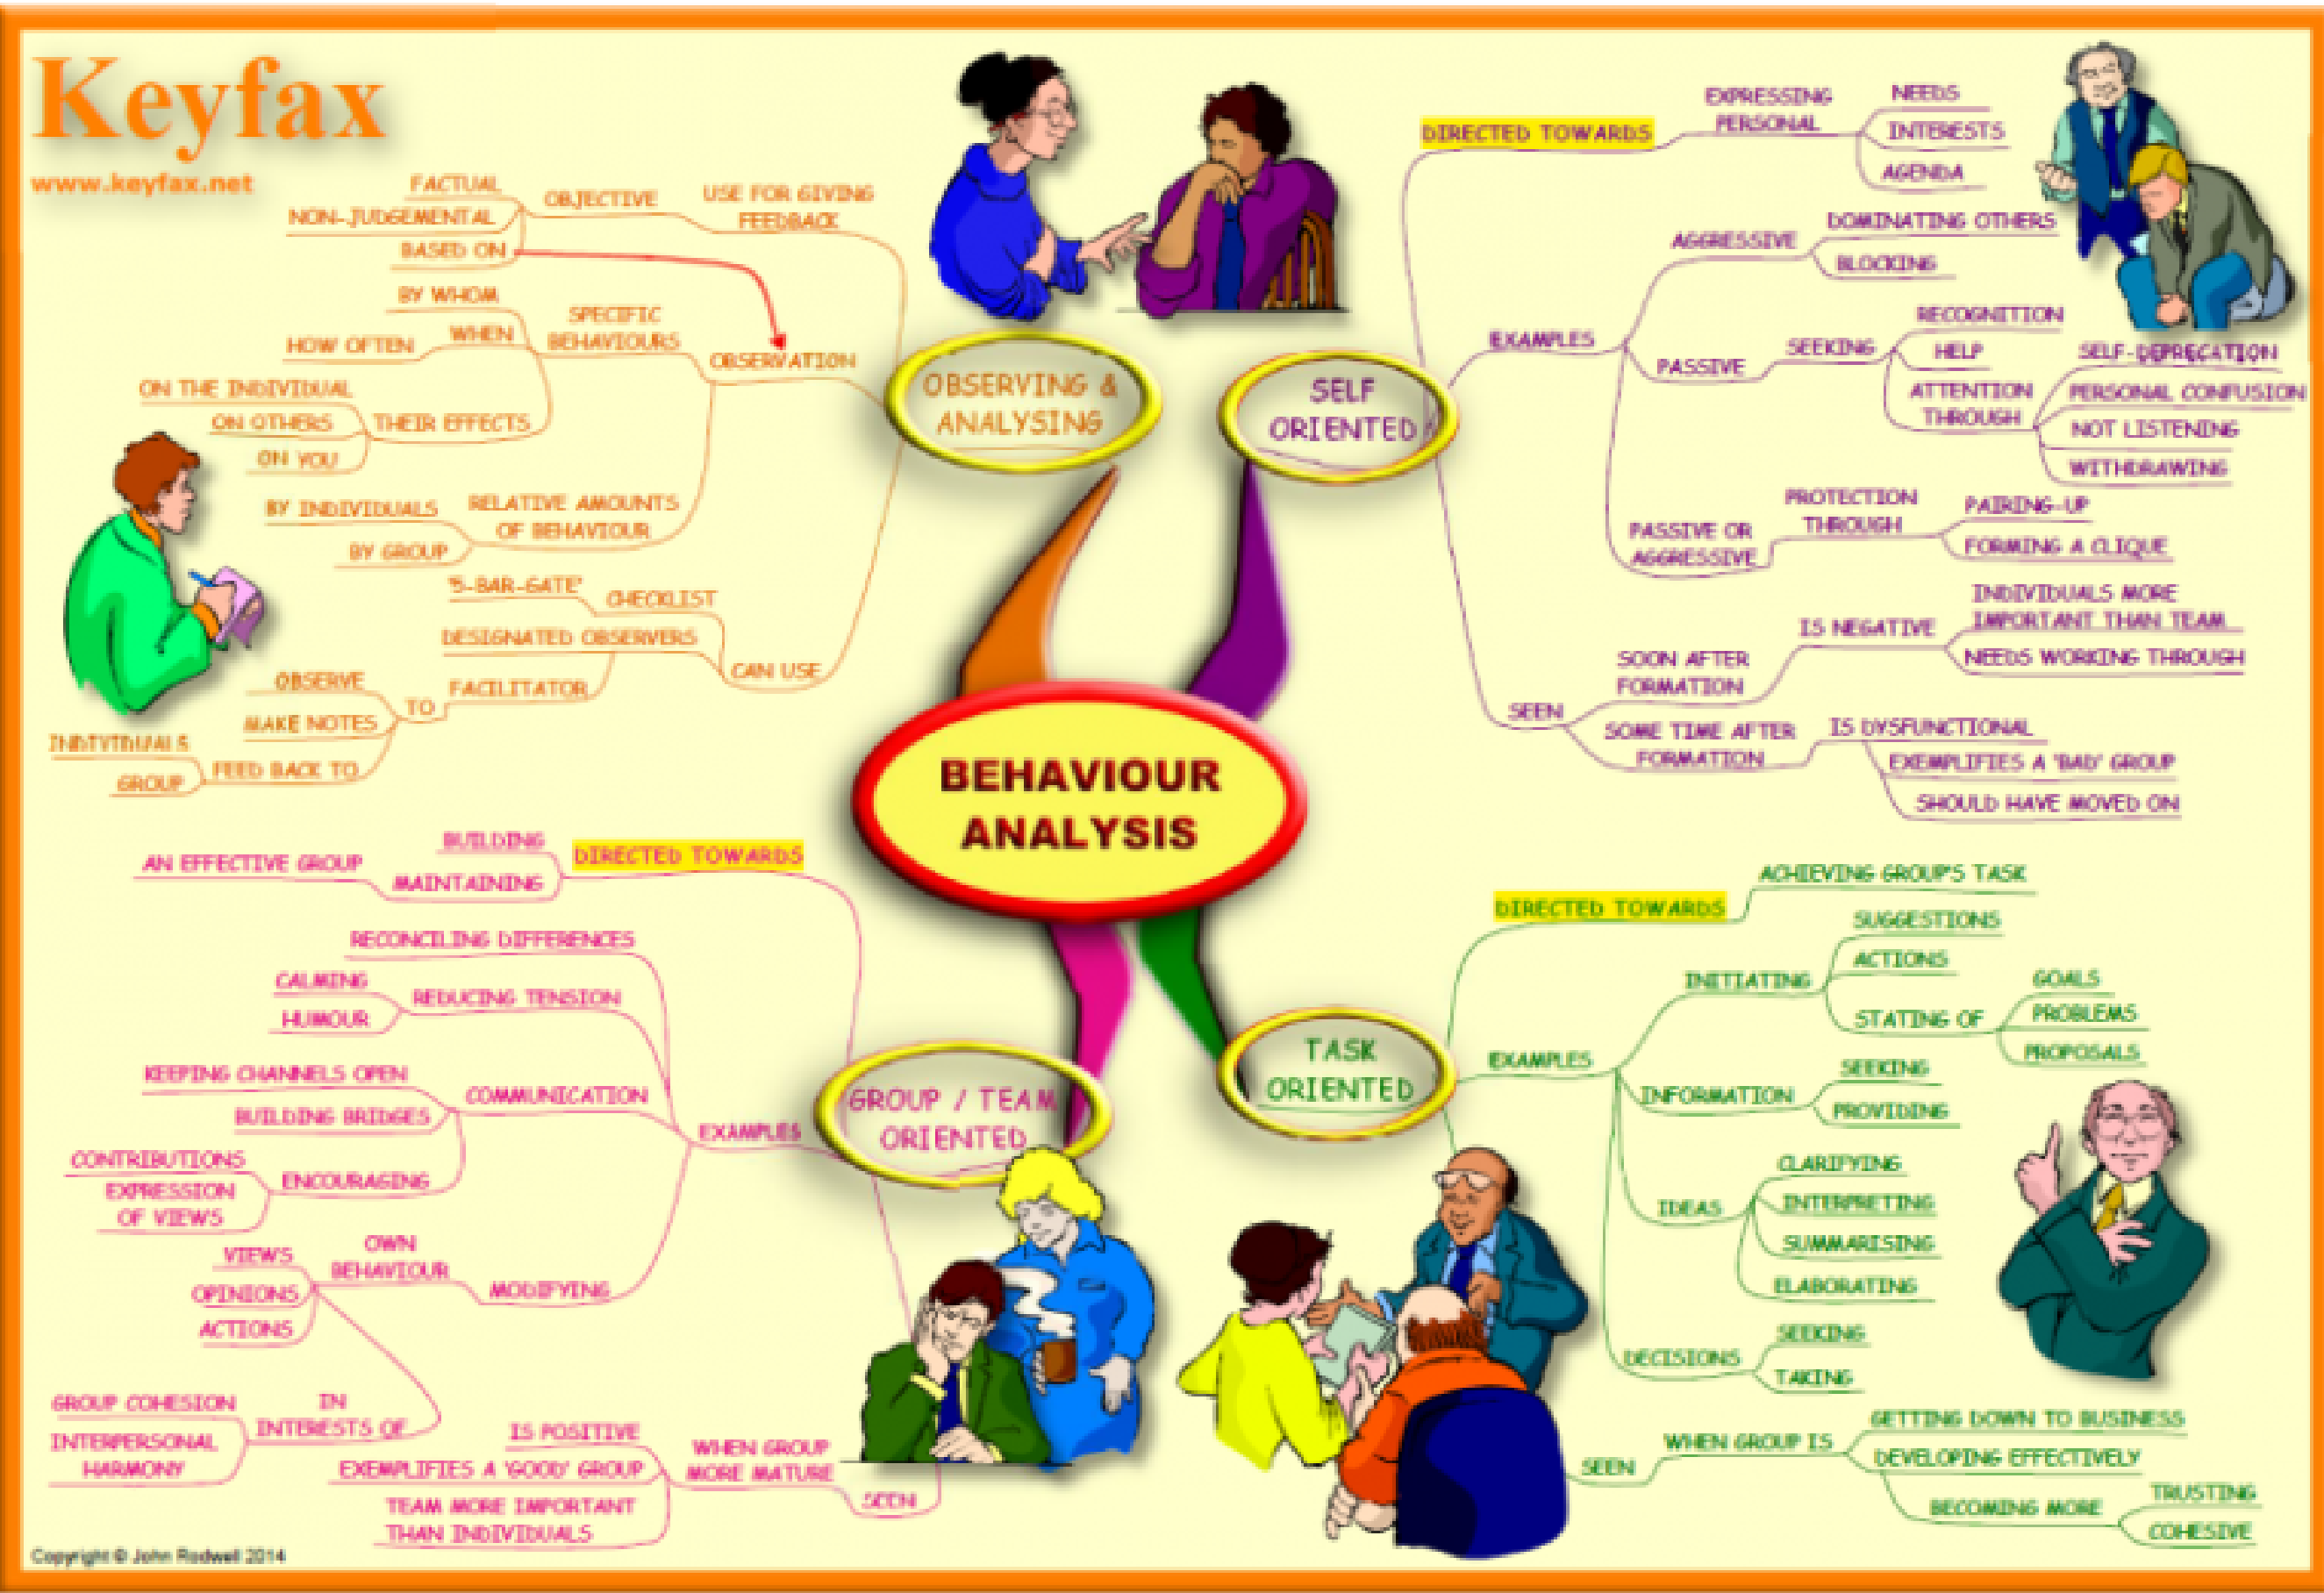 Keyfax
www.keyfax.net
FACTUAL
NON-JUDGEMENTAL
BASED ON
OBJECTIVE
USE FOR GIVING
FEEDBACK
BY WHOM
WHEN
HOW OFTEN
SPECIFIC
BEHAVIOURS
OBSERVATION
ON THE INDIVIDUAL
ON OTHERS
ON YOU
THEIR EFFECTS
BY INDIVIDUALS
BY GROUP
RELATIVE AMOUNTS
OF BEHAVIOUR
'5-BAR-GATE'
CHECKLIST
DESIGNATED OBSERVERS
CAN USE
OBSERVE
MAKE NOTES
INDIVIDUALS
GROUP
FEED BACK TO
TO
FACILITATOR
OBSERVING &
ANALYSING
SELF
ORIENTED
DIRECTED TOWARDS
EXPRESSING
PERSONAL
NEEDS
INTERESTS
AGENDA
EXAMPLES
AGGRESSIVE
DOMINATING OTHERS
BLOCKING
PASSIVE
SEEKING
RECOGNITION
HELP
ATTENTION
THROUGH
SELF-DEPRECATION
PERSONAL CONFUSION
NOT LISTENING
WITHDRAWING
PASSIVE OR
AGGRESSIVE
PROTECTION
THROUGH
PAIRING-UP
FORMING A CLIQUE
SEEN
SOON AFTER
FORMATION
IS NEGATIVE
INDIVIDUALS MORE
IMPORTANT THAN TEAM
NEEDS WORKING THROUGH
SOME TIME AFTER
FORMATION
IS DYSFUNCTIONAL
EXEMPLIFIES A 'BAD' GROUP
SHOULD HAVE MOVED ON
BEHAVIOUR
ANALYSIS
DIRECTED TOWARDS
BUILDING
MAINTAINING
AN EFFECTIVE GROUP
RECONCILING DIFFERENCES
CALMING
HUMOUR
REDUCING TENSION
KEEPING CHANNELS OPEN
BUILDING BRIDGES
COMMUNICATION
CONTRIBUTIONS
EXPRESSION
OF VIEWS
ENCOURAGING
EXAMPLES
GROUP / TEAM
ORIENTED
VIEWS
OPINIONS
ACTIONS
OWN
BEHAVIOUR
MODIFYING
GROUP COHESION
INTERPERSONAL
HARMONY
IN
INTERESTS OF
IS POSITIVE
EXEMPLIFIES A 'GOOD' GROUP
TEAM MORE IMPORTANT
THAN INDIVIDUALS
WHEN GROUP
MORE MATURE
SEEN
TASK
ORIENTED
DIRECTED TOWARDS
ACHIEVING GROUP'S TASK
EXAMPLES
INITIATING
SUGGESTIONS
ACTIONS
STATING OF
GOALS
PROBLEMS
PROPOSALS
INFORMATION
SEEKING
PROVIDING
IDEAS
CLARIFYING
INTERPRETING
SUMMARISING
ELABORATING
DECISIONS
SEEKING
TAKING
SEEN
WHEN GROUP IS
GETTING DOWN TO BUSINESS
DEVELOPING EFFECTIVELY
BECOMING MORE
TRUSTING
COHESIVE
Copyright © John Rodwell 2014